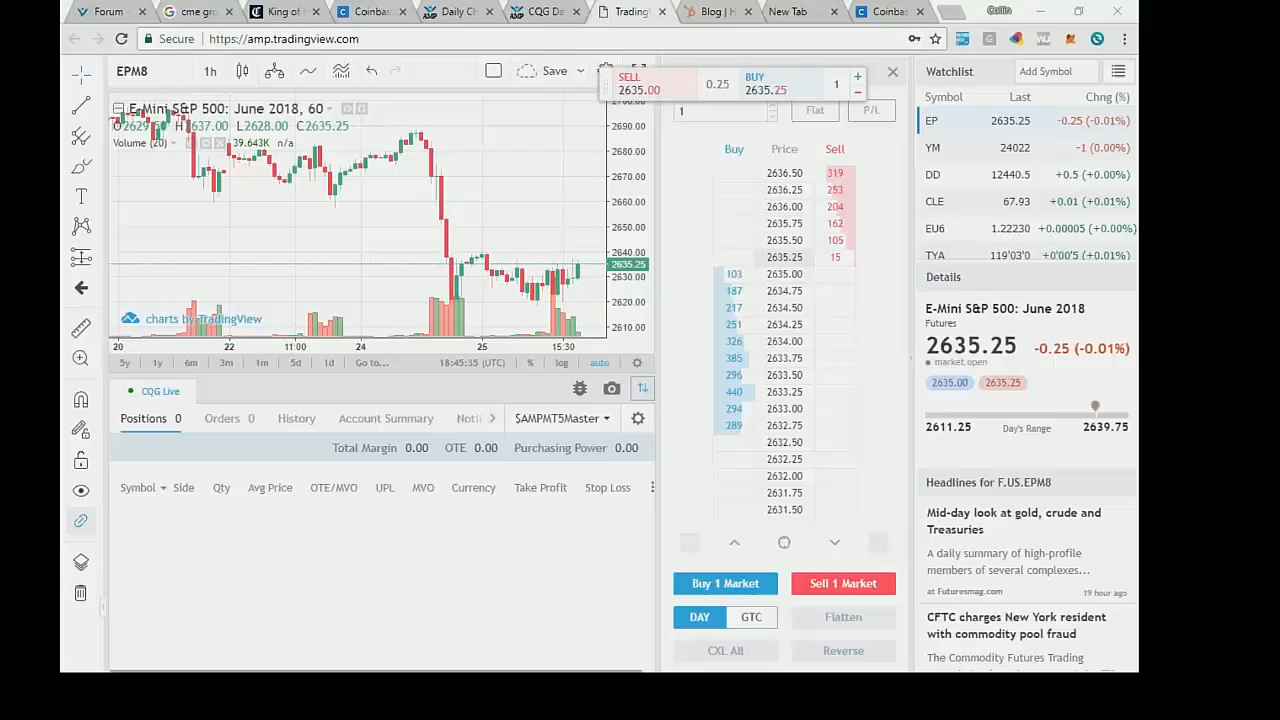 Forum -
cme gro
King of H
Coinbas
Daily Ch
CQG Da
Trading
Blog | H
New Tab
Coinbas
Collin
Secure
https://amp.tradingview.com
EPM8
1h
Save
SELL
2635.00
0.25
BUY
2635.25
1
E-Mini S&P 500: June 2018, 60
H2637.00 L2628.00 C2635.25
Volume (20)
39.643K n/a
2690.00
2680.00
2670.00
2660.00
2640.00
2635.25
2630.00
2620.00
2610.00
charts by TradingView
20 22 11:00 24 25 15:30
5y 1y 6m 3m 1m 5d 1d Go to... 18:45:35 (UTC) % log auto
CQG Live
Positions 0 Orders 0 History Account Summary Noti
$AMPMT5Master
Total Margin 0.00 OTE 0.00 Purchasing Power 0.00
Symbol Side Qty Avg Price OTE/MVO UPL MVO Currency Take Profit Stop Loss
1 Flat P/L
Buy Price Sell
2636.50 319
2636.25 253
2636.00 204
2635.75 162
2635.50 105
2635.25 15
103 2635.00
187 2634.75
217 2634.50
251 2634.25
326 2634.00
385 2633.75
296 2633.50
440 2633.25
294 2633.00
289 2632.75
2632.50
2632.25
2632.00
2631.75
2631.50
Buy 1 Market
Sell 1 Market
DAY GTC Flatten
CXL All Reverse
Watchlist
Add Symbol
Symbol Last Chng (%)
EP 2635.25 -0.25 (-0.01%)
YM 24022 -1 (0.00%)
DD 12440.5 +0.5 (+0.00%)
CLE 67.93 +0.01 (+0.01%)
EU6 1.22230 +0.00005 (+0.00%)
TYA 119'03'0 +0'00'5 (+0.01%)
Details
E-Mini S&P 500: June 2018
Futures
2635.25 -0.25 (-0.01%)
market open
2635.00 2635.25
2611.25 Day's Range 2639.75
Headlines for F.US.EPM8
Mid-day look at gold, crude and
Treasuries
A daily summary of high-profile
members of several complexes...
at Futuresmag.com 19 hour ago
CFTC charges New York resident
with commodity pool fraud
The Commodity Futures Trading